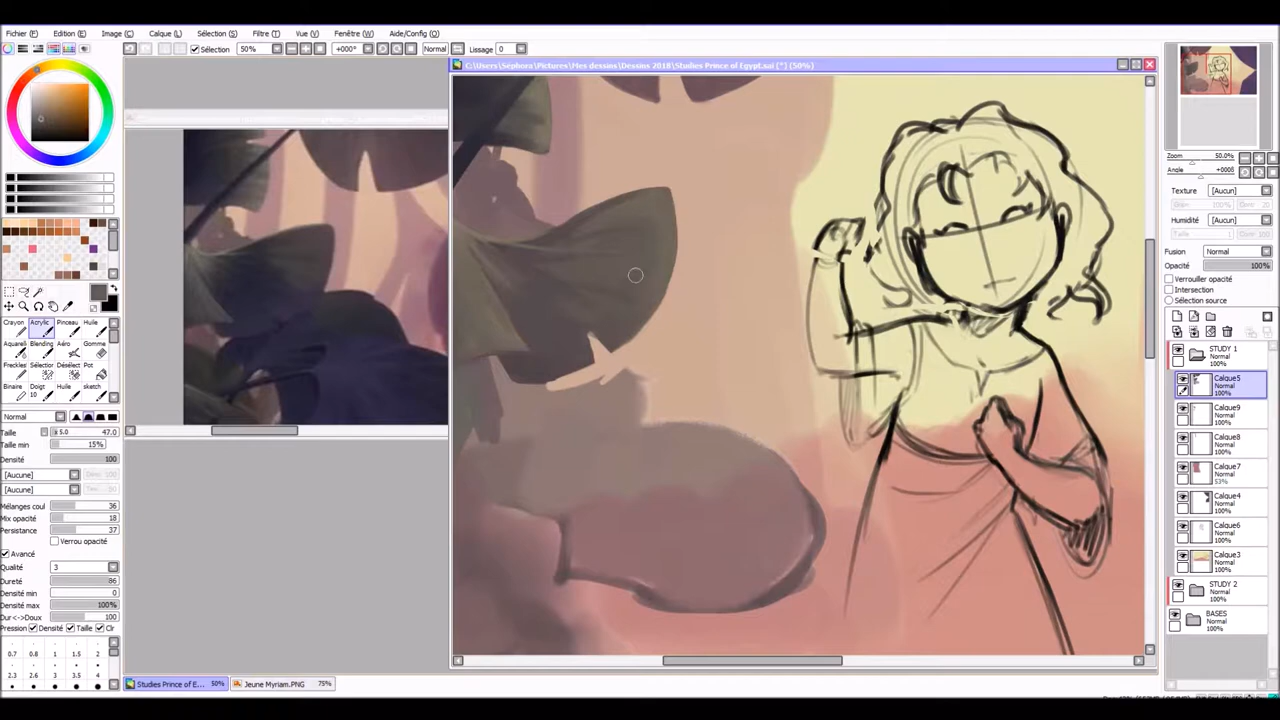 Fichier (F) Edition (E) Image (C) Calque (L) Sélection (S) Filtre (T) Vue (V) Fenêtre (W) Aide/Config (O)
Sélection 50% +000° Normal Lissage 0
C:\Users\Séphora\Pictures\Mes dessins\Dessins 2018\Studies Prince of Egypt.sai [*] (50%)
Zoom 50.0%
Angle +000θ
Texture [Aucun]
Humidité [Aucun]
Fusion Normal
Opacité 100%
Verrouiller opacité
Intersection
Sélection source
Crayon Acrylic Pinceau Huile
Aquarell Blending Aéro Gomme
Freckles Sélection Désélect Pot
Binaire Doigt 10 Huile sketch
Normal
Taille x 5.0 47.0
Taille min 15%
Densité 100
[Aucune]
[Aucune]
Mélanges coul 36
Mix opacité 18
Persistance 37
Verrou opacité
Avancé
Qualité 3
Dureté 86
Densité min 0
Densité max 100%
Dur <-> Doux 100
Pression Densité Taille Clr
0.7 0.8 1 1.5 2
2.3 2.6 3 3.5 4
STUDY 1
Normal
100%
Calque5
Normal
100%
Calque9
Normal
100%
Calque8
Normal
100%
Calque7
Normal
53%
Calque4
Normal
100%
Calque6
Normal
100%
Calque3
Normal
100%
STUDY 2
Normal
100%
BASES
Normal
100%
Studies Prince of E... 50% Jeune Myriam.PNG 75%